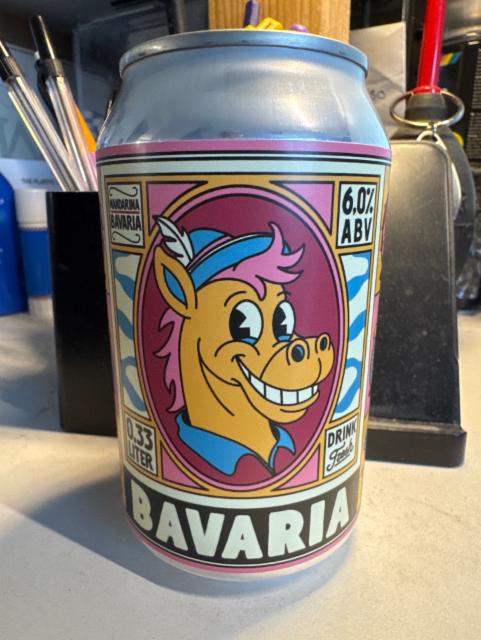 MANDARINA
BAVARIA
6,0%
ABV
0.33
LITER
DRINK
Fresh
BAVARIA